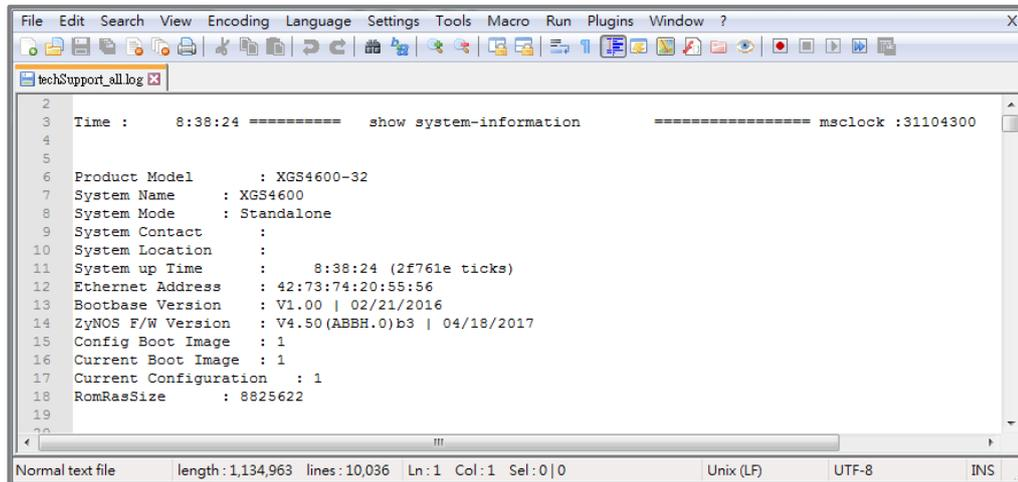 File Edit Search View Encoding Language Settings Tools Macro Run Plugins Window ? X
techSupport_all.log
2
3 Time :     8:38:24 ==========   show system-information        ================= msclock :31104300
4
5
6 Product Model     : XGS4600-32
7 System Name     : XGS4600
8 System Mode     : Standalone
9 System Contact     :
10 System Location     :
11 System up Time     :     8:38:24 (2f761e ticks)
12 Ethernet Address    : 42:73:74:20:55:56
13 Bootbase Version    : V1.00 | 02/21/2016
14 ZyNOS F/W Version   : V4.50(ABBH.0)b3 | 04/18/2017
15 Config Boot Image   : 1
16 Current Boot Image  : 1
17 Current Configuration   : 1
18 RomRasSize      : 8825622
19
20
Normal text file length : 1,134,963 lines : 10,036 Ln : 1 Col : 1 Sel : 0 | 0 Unix (LF) UTF-8 INS